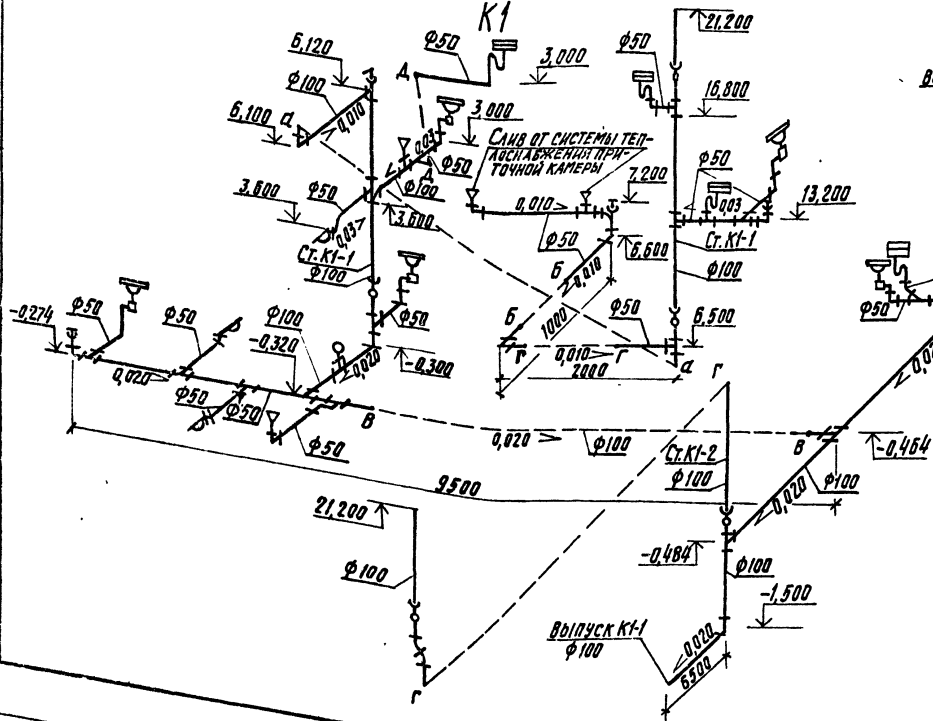 К1
21,200
6,120
ф50
3,000
ф50
Д
ф100
16,800
6,100
а
0,010
3,000
Слив от системы теп-
лоснабжения при-
точной камеры
0,03
ф50
Д
ф100
ф50
7,200
ф50
0,03
13,200
3,600
0,03
3,600
0,010
Ст.К1-1
ф50
6,600
Ст.К1-1
ф100
Б
0,010
ф100
ф50
-0,274
ф50
ф50
ф100
ф50
Б
1000
ф50
6,500
-0,320
г
0,010
г
а
0,020
0,020
-0,300
2000
Г
ф50
ф50
В
ф50
0,020
ф100
В
-0,464
Ст.К1-2
ф100
9500
ф100
0,020
21,200
-0,484
ф100
ф100
-1,500
Выпуск К1-1
ф100
0,020
6500
Г